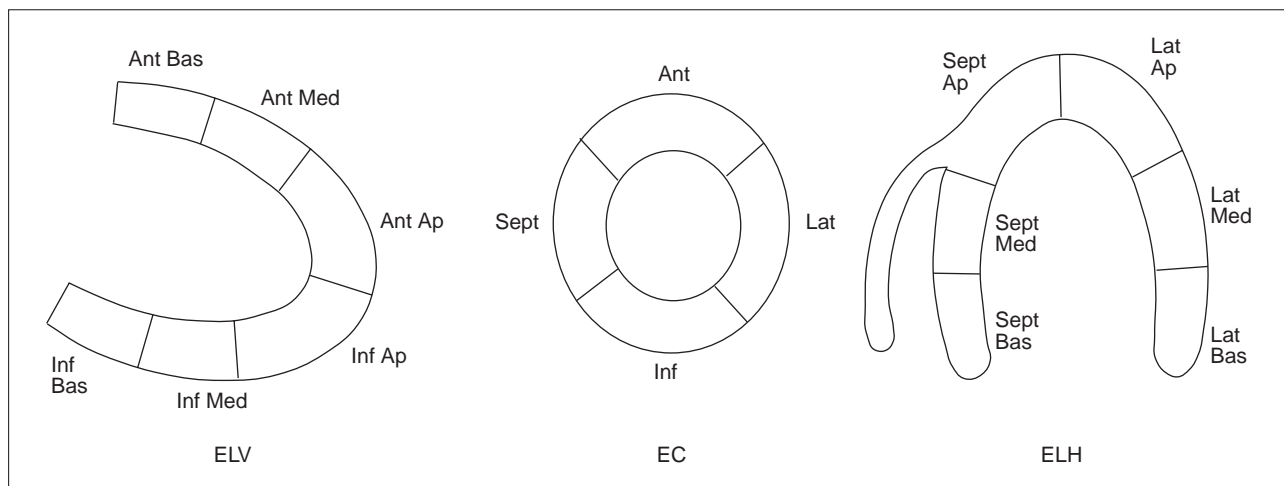 Ant Bas
Ant Med
Ant Ap
Inf Ap
Inf Med
Inf
Bas
ELV
Ant
Sept
Lat
Inf
EC
Sept
Ap
Lat
Ap
Lat
Med
Sept
Med
Sept
Bas
Lat
Bas
ELH